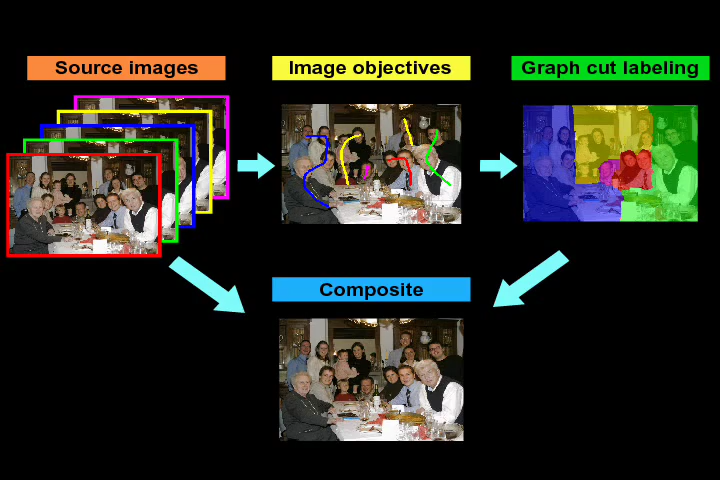 Source images
Image objectives
Graph cut labeling
Composite